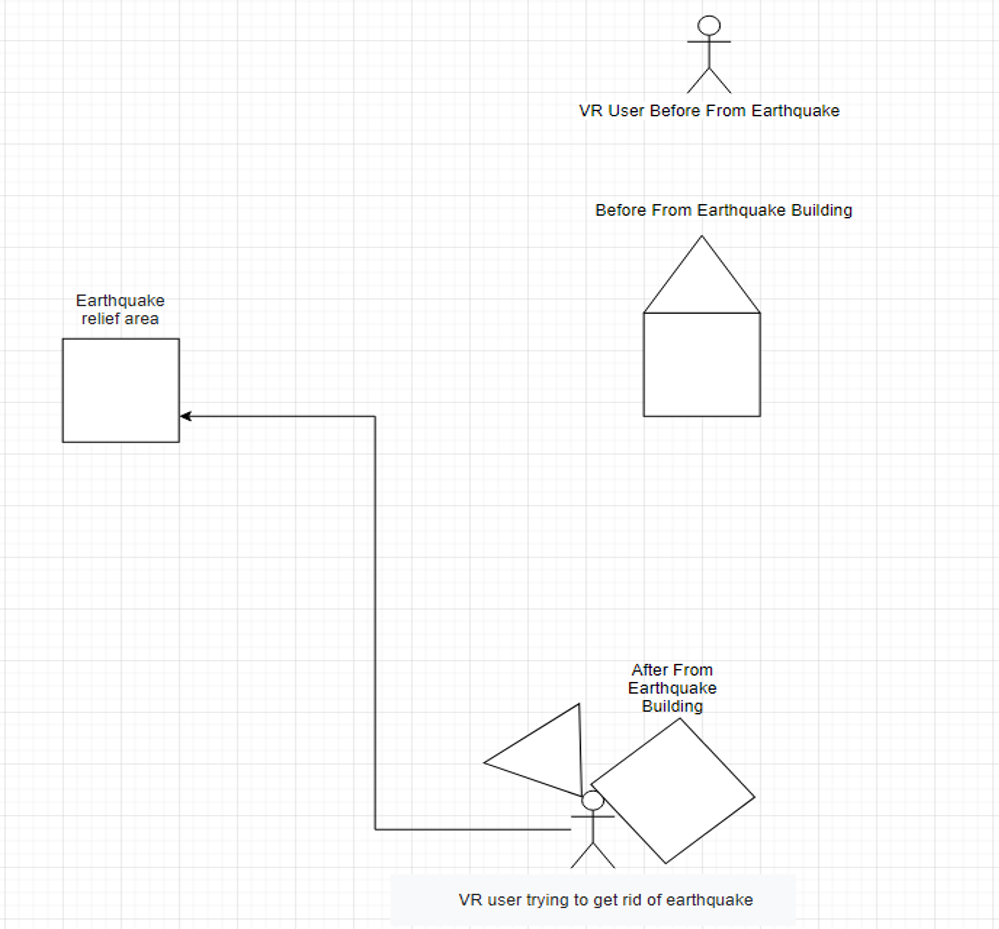 VR User Before From Earthquake
Before From Earthquake Building
Earthquake
relief area
After From
Earthquake
Building
VR user trying to get rid of earthquake